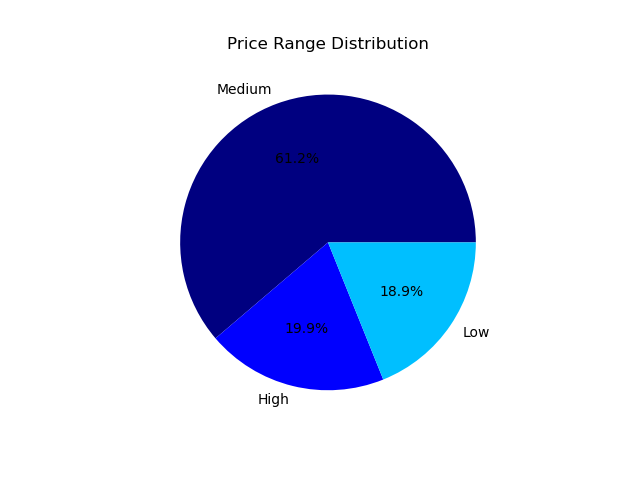 Price Range Distribution
Medium
61.2%
18.9%
19.9%
Low
High